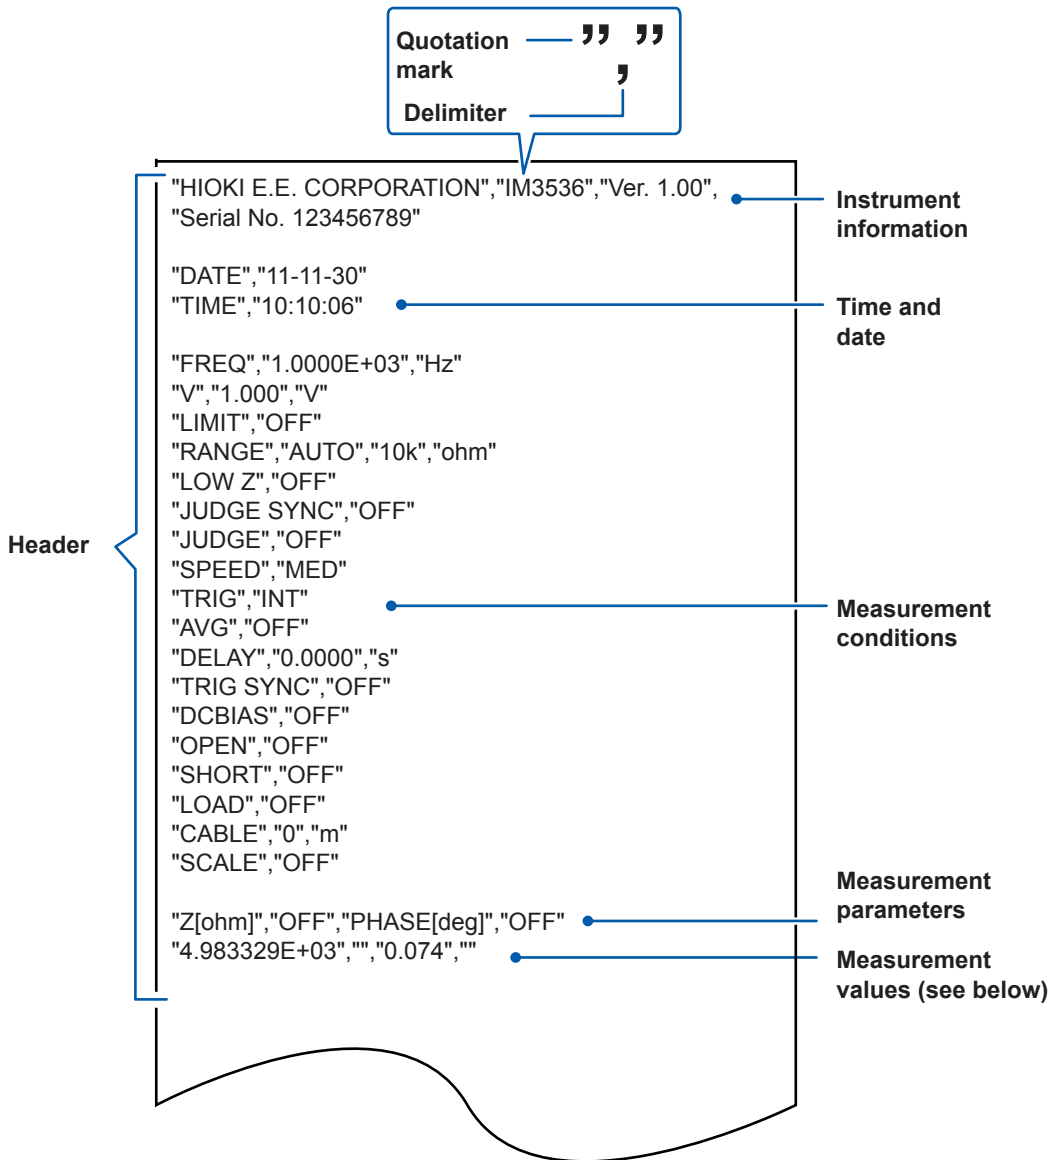 Quotation mark
” ”
,
Delimiter
"HIOKI E.E. CORPORATION","IM3536","Ver. 1.00",
"Serial No. 123456789"
Instrument
information
"DATE","11-11-30"
"TIME","10:10:06"
Time and
date
"FREQ","1.0000E+03","Hz"
"V","1.000","V"
"LIMIT","OFF"
"RANGE","AUTO","10k","ohm"
"LOW Z","OFF"
"JUDGE SYNC","OFF"
"JUDGE","OFF"
Header
"SPEED","MED"
"TRIG","INT"
"AVG","OFF"
"DELAY","0.0000","s"
"TRIG SYNC","OFF"
"DCBIAS","OFF"
"OPEN","OFF"
"SHORT","OFF"
"LOAD","OFF"
"CABLE","0","m"
"SCALE","OFF"
Measurement
conditions
"Z[ohm]","OFF","PHASE[deg]","OFF"
"4.983329E+03","","0.074",""
Measurement
parameters
Measurement
values (see below)